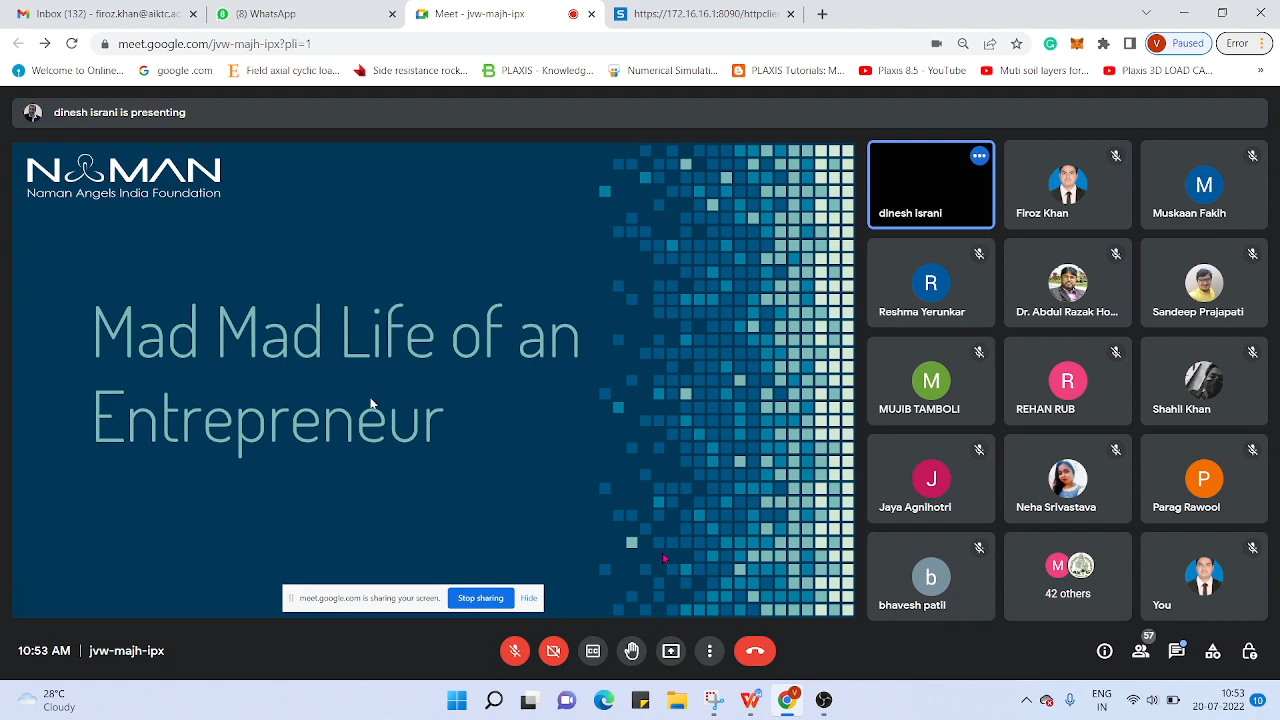 Inbox (132) - firoz.khan@aiktc.ac
(8) WhatsApp
Meet - jvw-majh-ipx
https://172.16.16.1:8090/httpclie
meet.google.com/jvw-majh-ipx?pli=1
V Paused
Error
Welcome to Online...
google.com
Field axoprafiric loa...
Side resistance rock...
PLAXIS - Knowledg...
Numerical Simulati...
PLAXIS Tutorials: M...
Plaxis 8.5 - YouTube
Muti soil layers for...
Plaxis 3D LOAD CA...
dinesh israni is presenting
NAMAN
Naman Angels India Foundation
Mad Mad Life of an
Entrepreneur
meet.google.com is sharing your screen.
Stop sharing
Hide
dinesh israni
Firoz Khan
M
Muskaan Fakih
R
Reshma Yerunkar
Dr. Abdul Razak Ho...
Sandeep Prajapati
M
MUJIB TAMBOLI
R
REHAN RUB
Shahil Khan
J
Jaya Agnihotri
Neha Srivastava
P
Parag Rawool
b
bhavesh patil
M
42 others
You
10:53 AM | jvw-majh-ipx
57
28°C
Cloudy
ENG
IN
10:53
20-07-2022
10